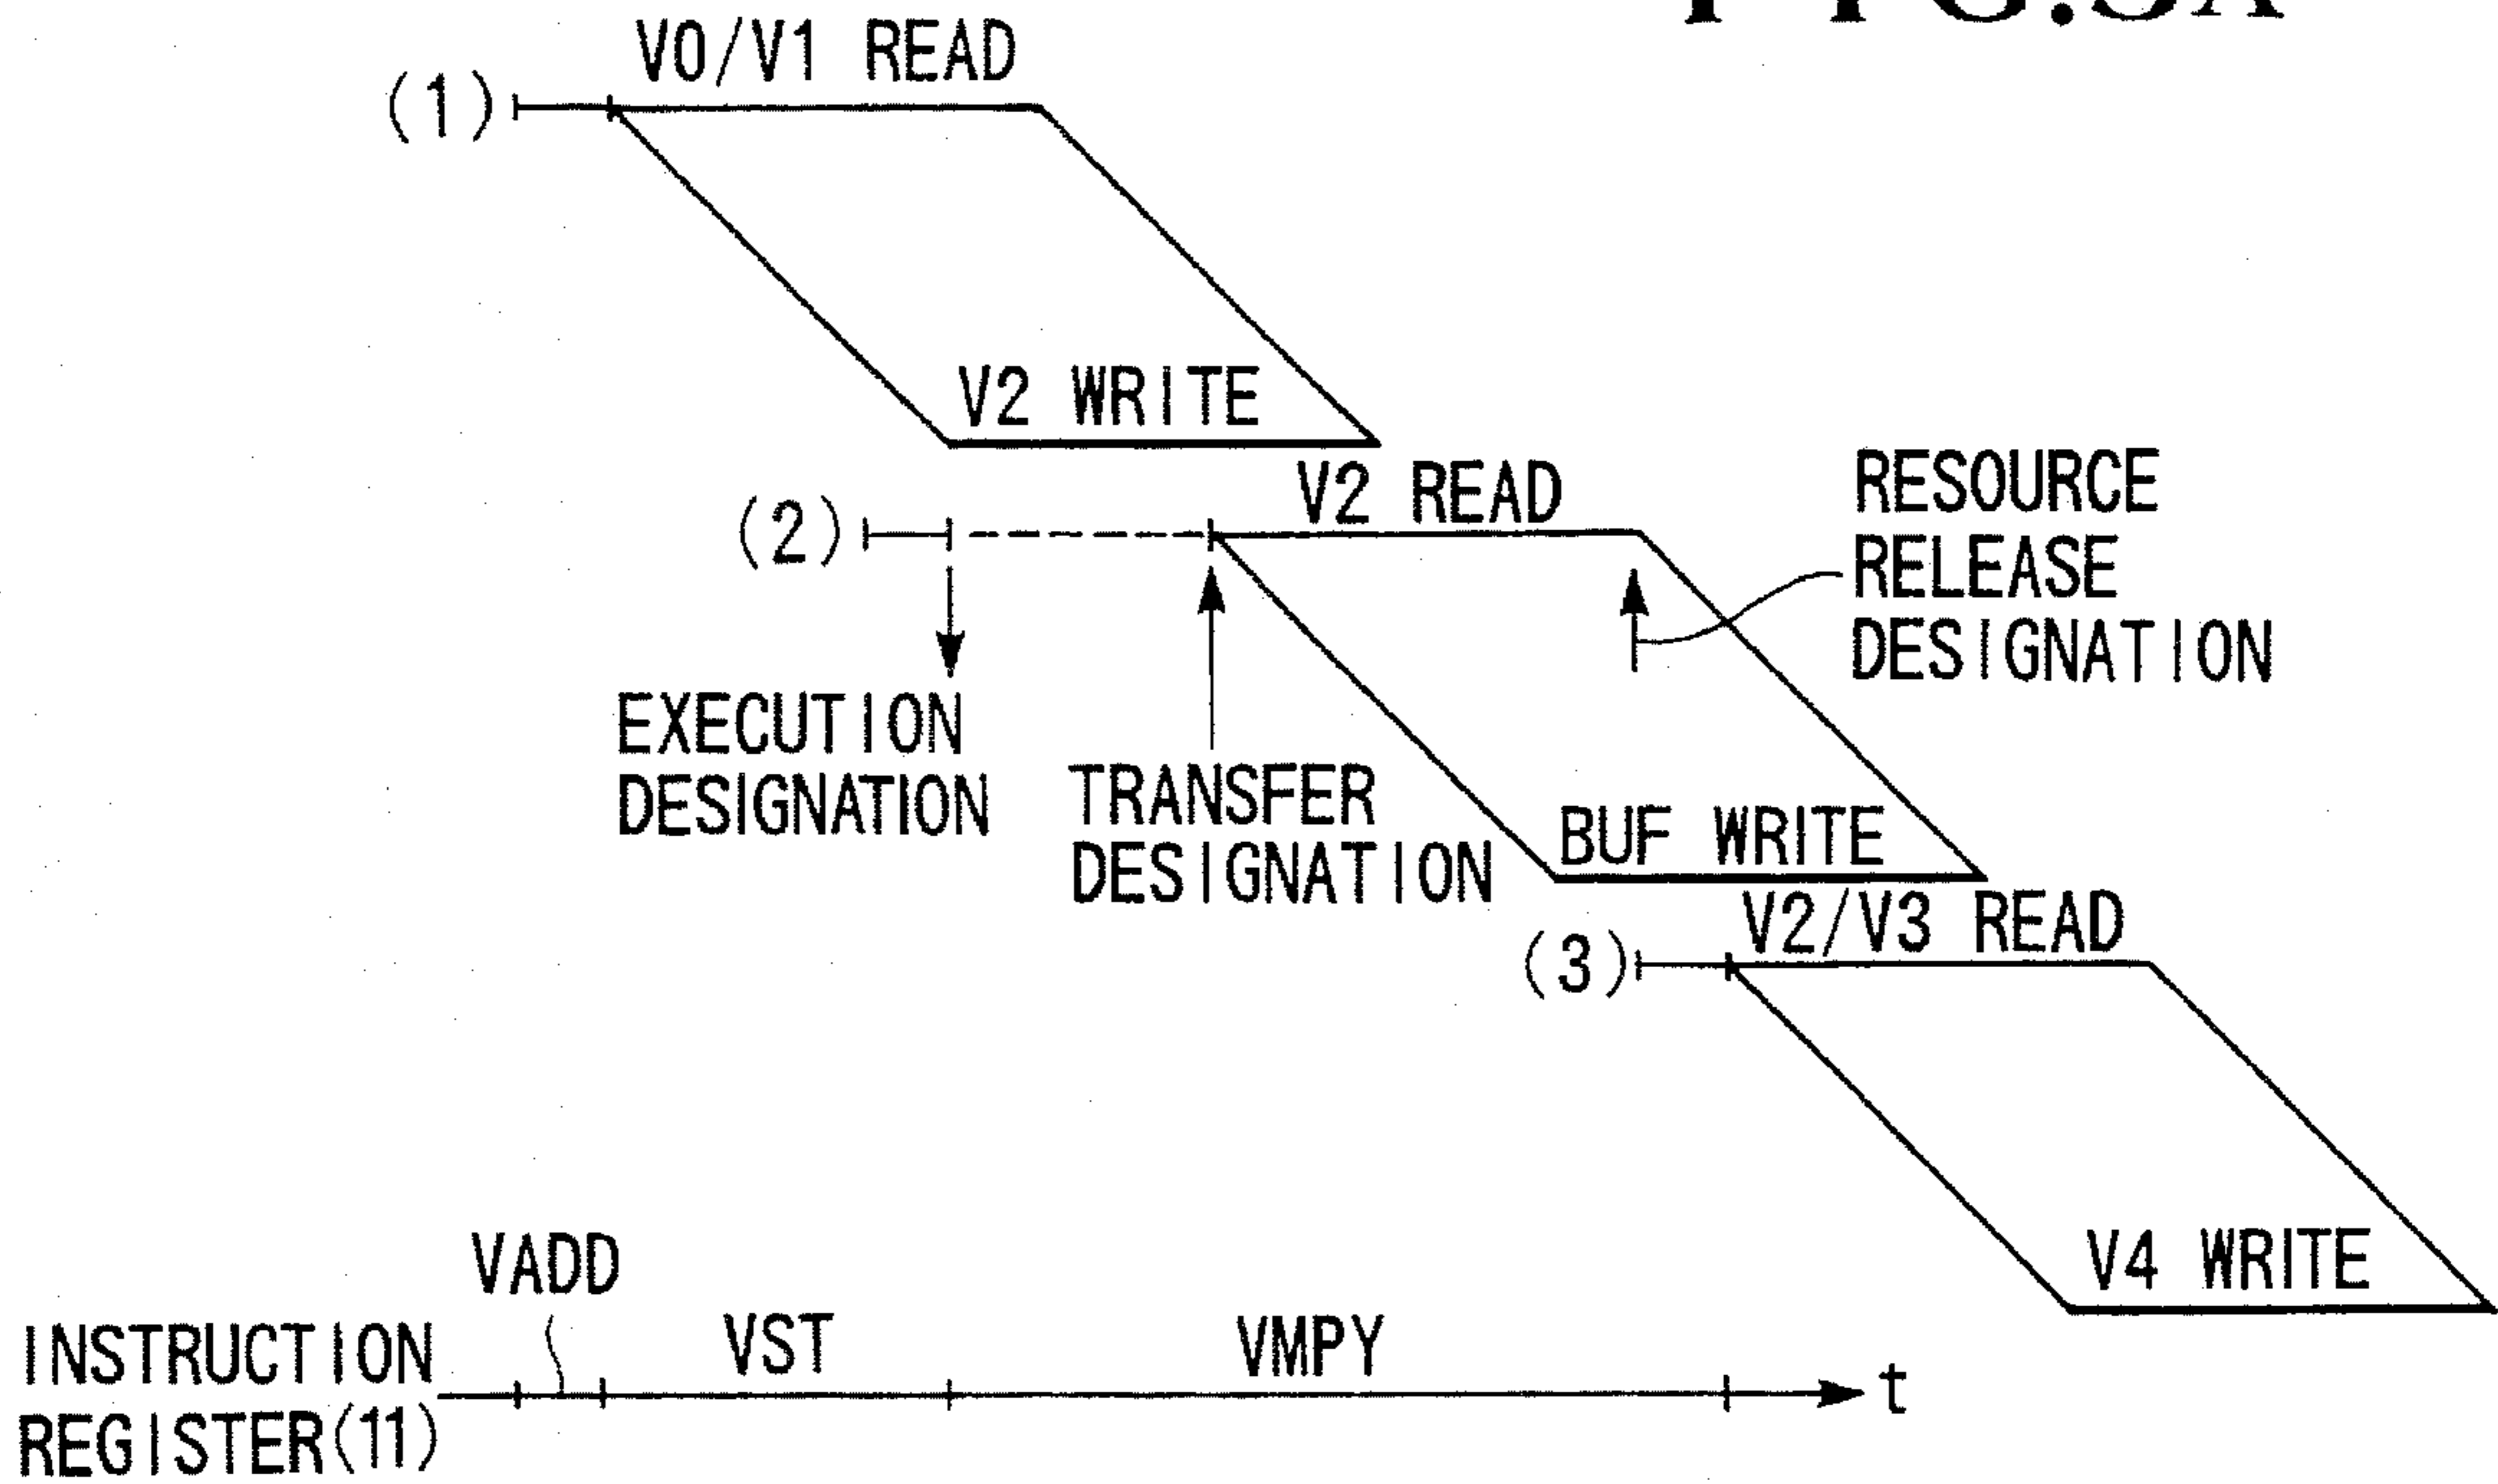 V0/V1 READ
(1)
V2 WRITE
V2 READ
(2)
RESOURCE
RELEASE
DESIGNATION
EXECUTION
DESIGNATION
TRANSFER
DESIGNATION
BUF WRITE
V2/V3 READ
(3)
V4 WRITE
VADD
VST
VMPY
INSTRUCTION
REGISTER(11)
t